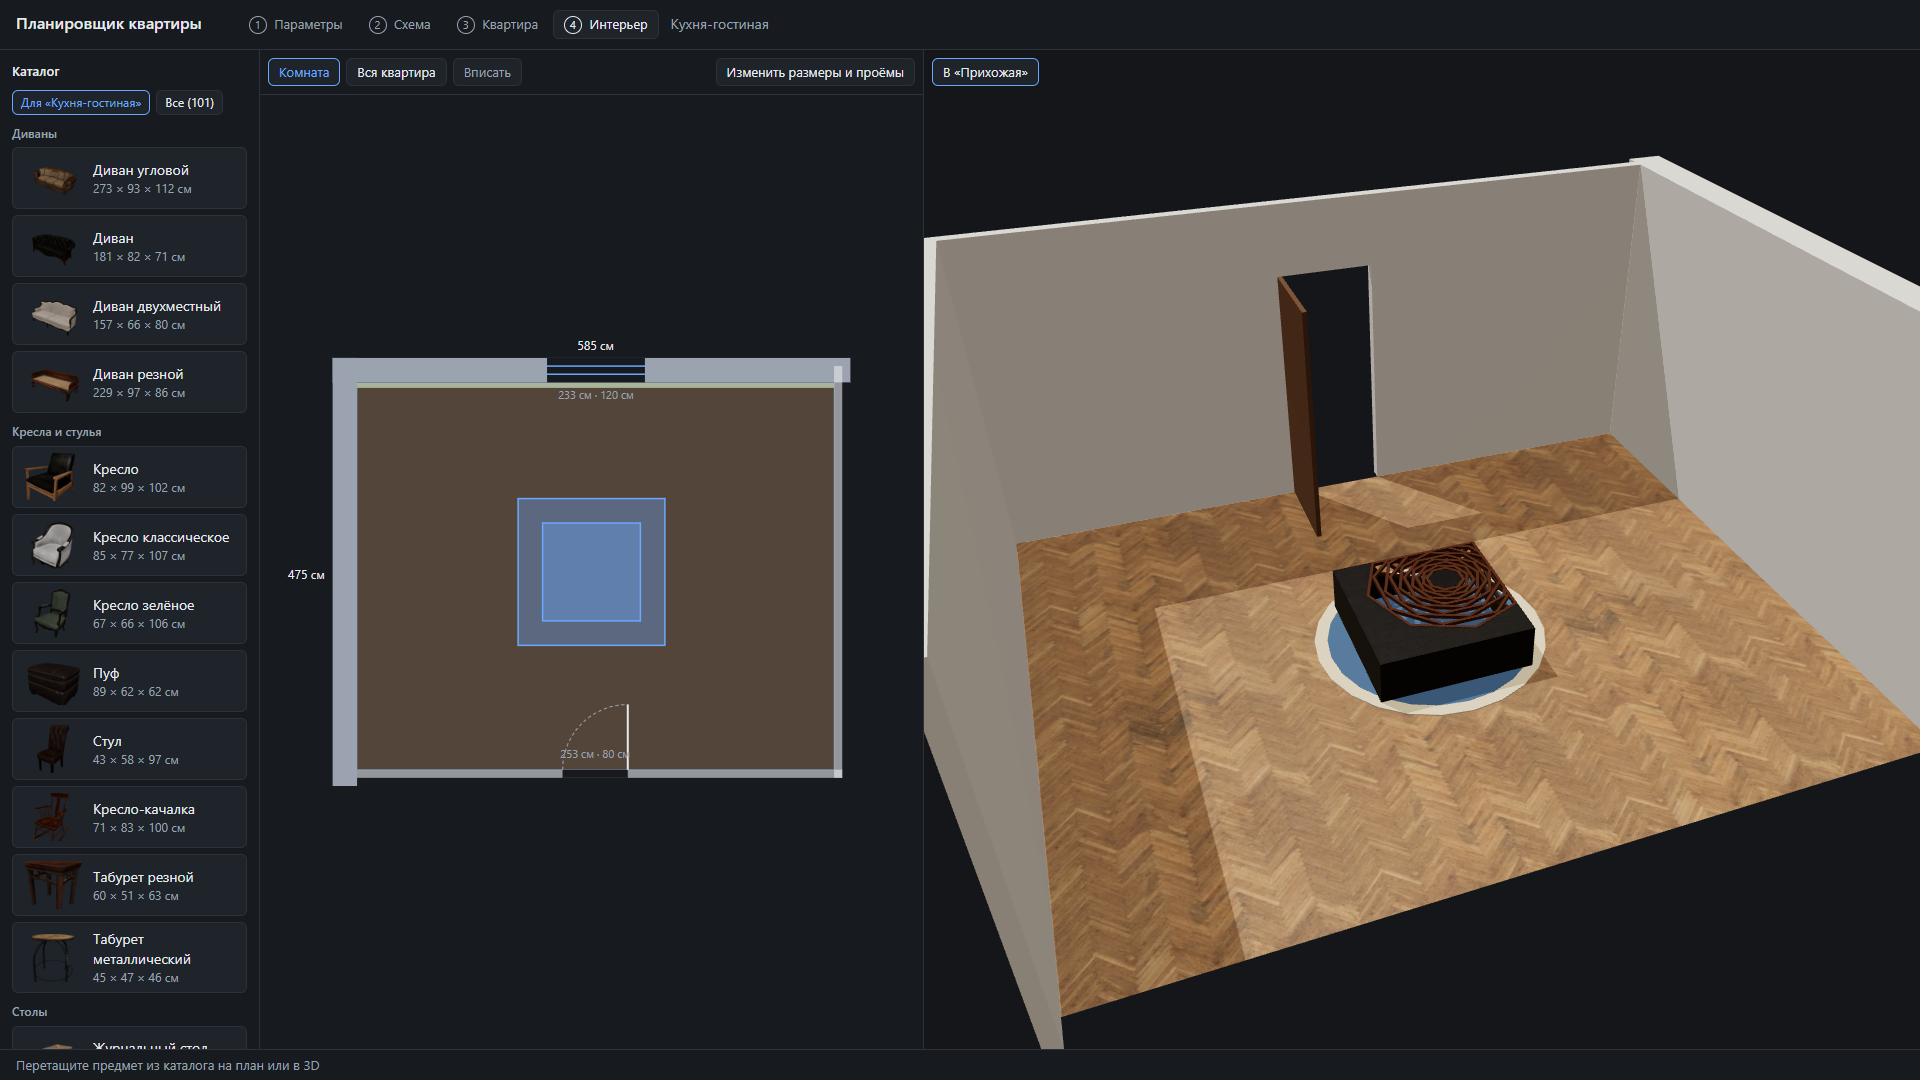 Планировщик квартиры
1 Параметры
2 Схема
3 Квартира
4 Интерьер
Кухня-гостиная
Каталог
Для «Кухня-гостиная»
Все (101)
Диваны
Диван угловой
273 × 93 × 112 см
Диван
181 × 82 × 71 см
Диван двухместный
157 × 66 × 80 см
Диван резной
229 × 97 × 86 см
Кресла и стулья
Кресло
82 × 99 × 102 см
Кресло классическое
85 × 77 × 107 см
Кресло зелёное
67 × 66 × 106 см
Пуф
89 × 62 × 62 см
Стул
43 × 58 × 97 см
Кресло-качалка
71 × 83 × 100 см
Табурет резной
60 × 51 × 63 см
Табурет
металлический
45 × 47 × 46 см
Столы
Журнальный стол
Комната
Вся квартира
Вписать
Изменить размеры и проёмы
585 см
233 см · 120 см
475 см
253 см · 80 см
В «Прихожая»
Перетащите предмет из каталога на план или в 3D